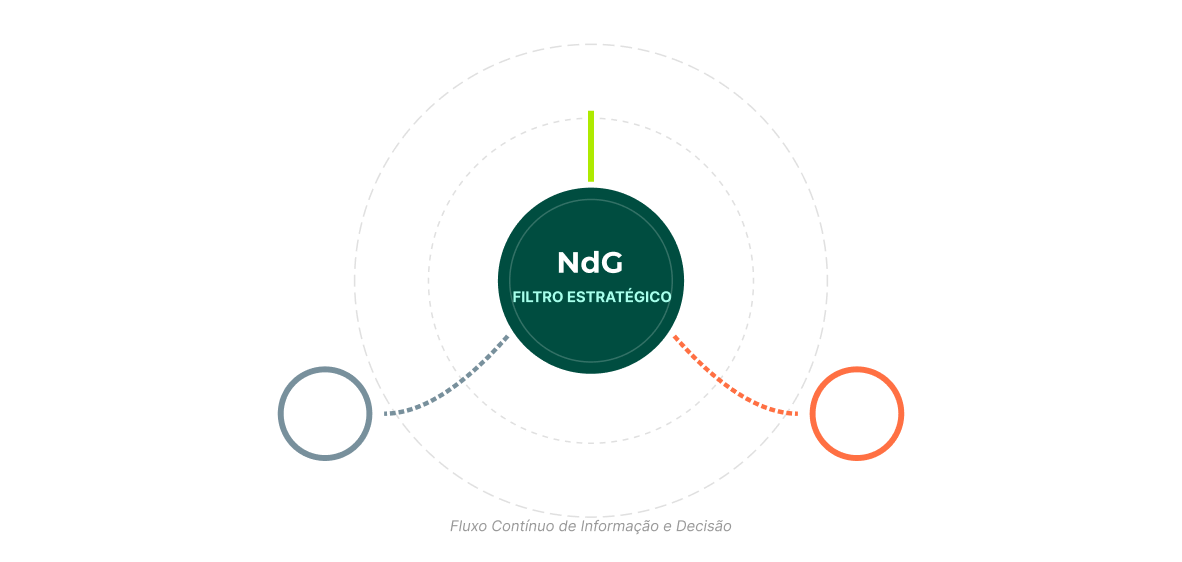 NdG
FILTRO ESTRATÉGICO
Fluxo Contínuo de Informação e Decisão